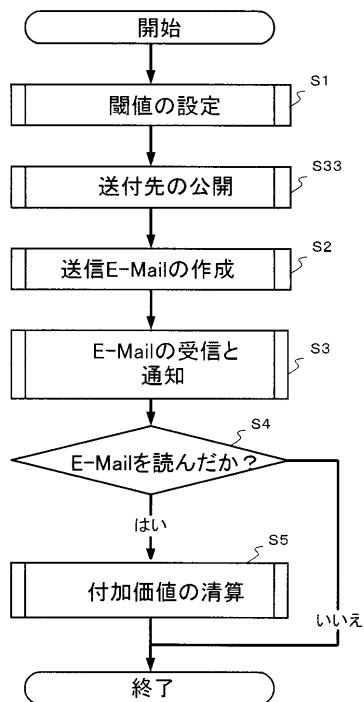 開始
S1
閾値の設定
S33
送付先の公開
S2
送信E-Mailの作成
S3
E-Mailの受信と
通知
S4
E-Mailを読んだか？
はい
S5
付加価値の清算
いいえ
終了